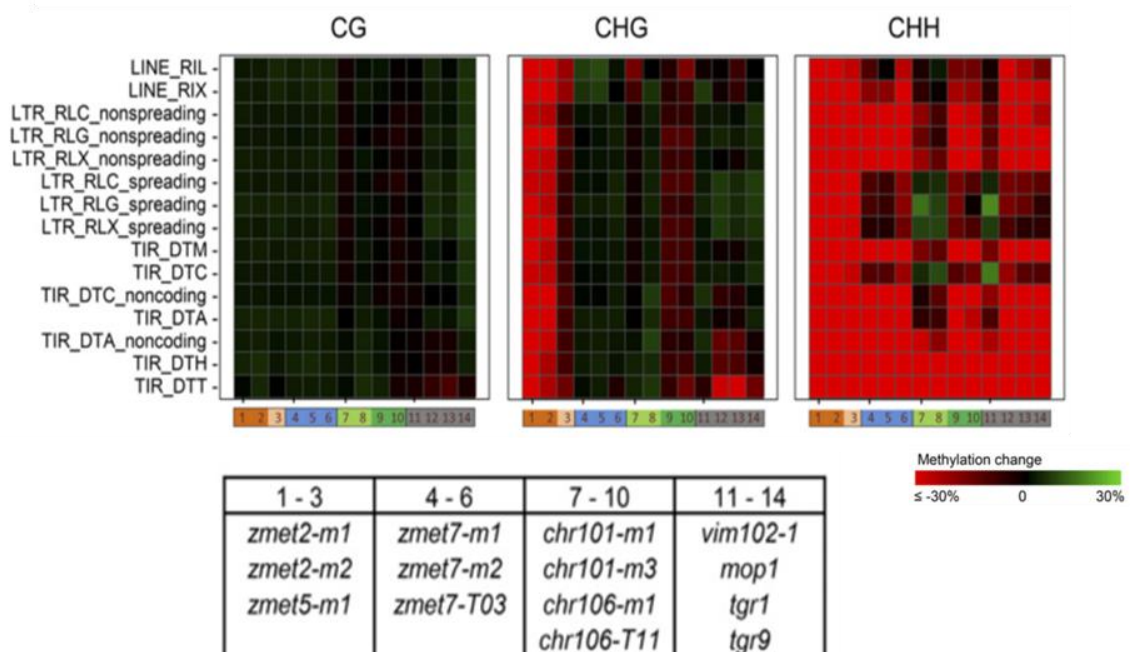 CG CHG CHH
LINE_RIL
LINE_RIX
LTR_RLC_nonspreading
LTR_RLG_nonspreading
LTR_RLX_nonspreading
LTR_RLC_spreading
LTR_RLG_spreading
LTR_RLX_spreading
TIR_DTM
TIR_DTC
TIR_DTC_noncoding
TIR_DTA
TIR_DTA_noncoding
TIR_DTH
TIR_DTT
1 2 3 4 5 6 7 8 9 10 11 12 13 14 1 2 3 4 5 6 7 8 9 10 11 12 13 14 1 2 3 4 5 6 7 8 9 10 11 12 13 14
Methylation change
≤ -30% 0 30%
1 - 3 4 - 6 7 - 10 11 - 14
zmet2-m1 zmet7-m1 chr101-m1 vim102-1
zmet2-m2 zmet7-m2 chr101-m3 mop1
zmet5-m1 zmet7-T03 chr106-m1 tgr1
chr106-T11 tgr9